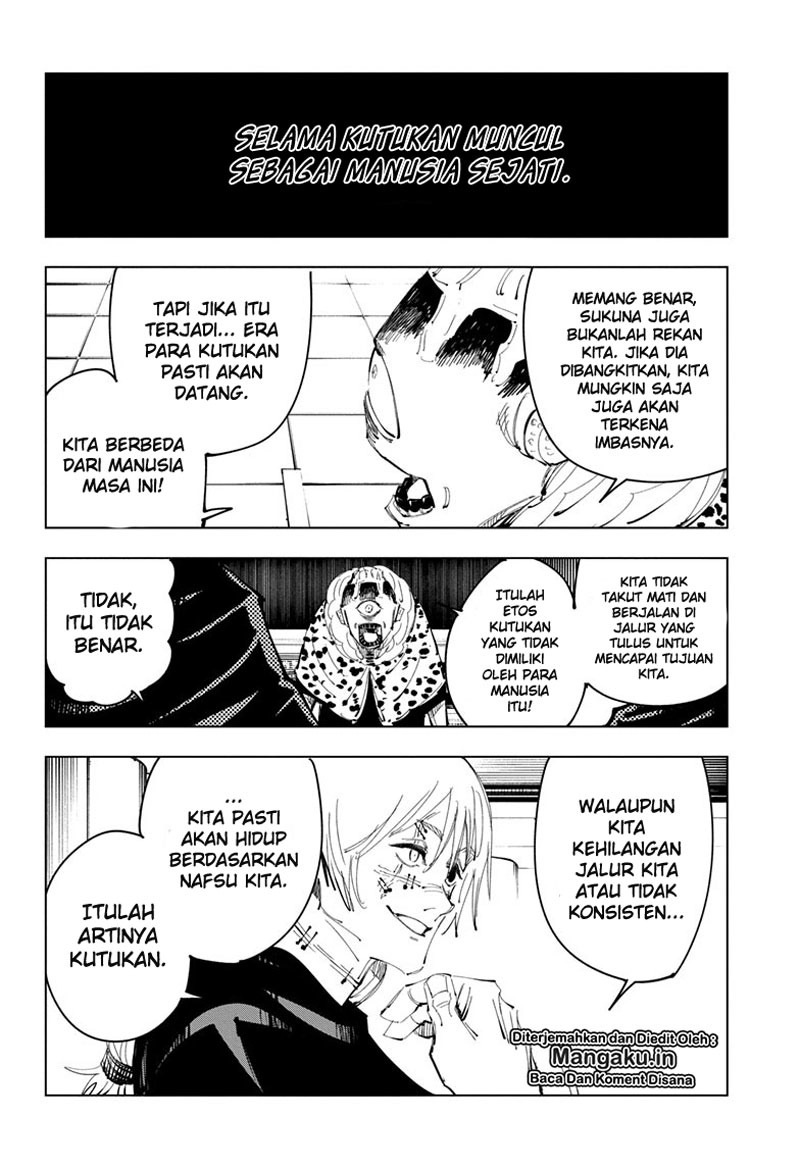 SELAMA KUTUKAN MUNCUL
SEBAGAI MANUSIA SEJATI.
MEMANG BENAR,
SUKUNA JUGA
BUKANLAH REKAN
KITA. JIKA DIA
DIBANGKITKAN, KITA
MUNGKIN SAJA
JUGA AKAN
TERKENA
IMBASNYA.
TAPI JIKA ITU
TERJADI... ERA
PARA KUTUKAN
PASTI AKAN
DATANG.
KITA BERBEDA
DARI MANUSIA
MASA INI!
KITA TIDAK
TAKUT MATI DAN
BERJALAN DI
JALUR YANG
TULUS UNTUK
MENCAPAI TUJUAN
KITA.
ITULAH
ETOS
KUTUKAN
YANG TIDAK
DIMILIKI
OLEH PARA
MANUSIA
ITU!
TIDAK,
ITU TIDAK
BENAR.
WALAUPUN
KITA
KEHILANGAN
JALUR KITA
ATAU TIDAK
KONSISTEN...
...
KITA PASTI
AKAN HIDUP
BERDASARKAN
NAFSU KITA.
ITULAH
ARTINYA
KUTUKAN.
Diterjemahkan dan Diedit Oleh :
Mangaku.in
Baca Dan Koment Disana